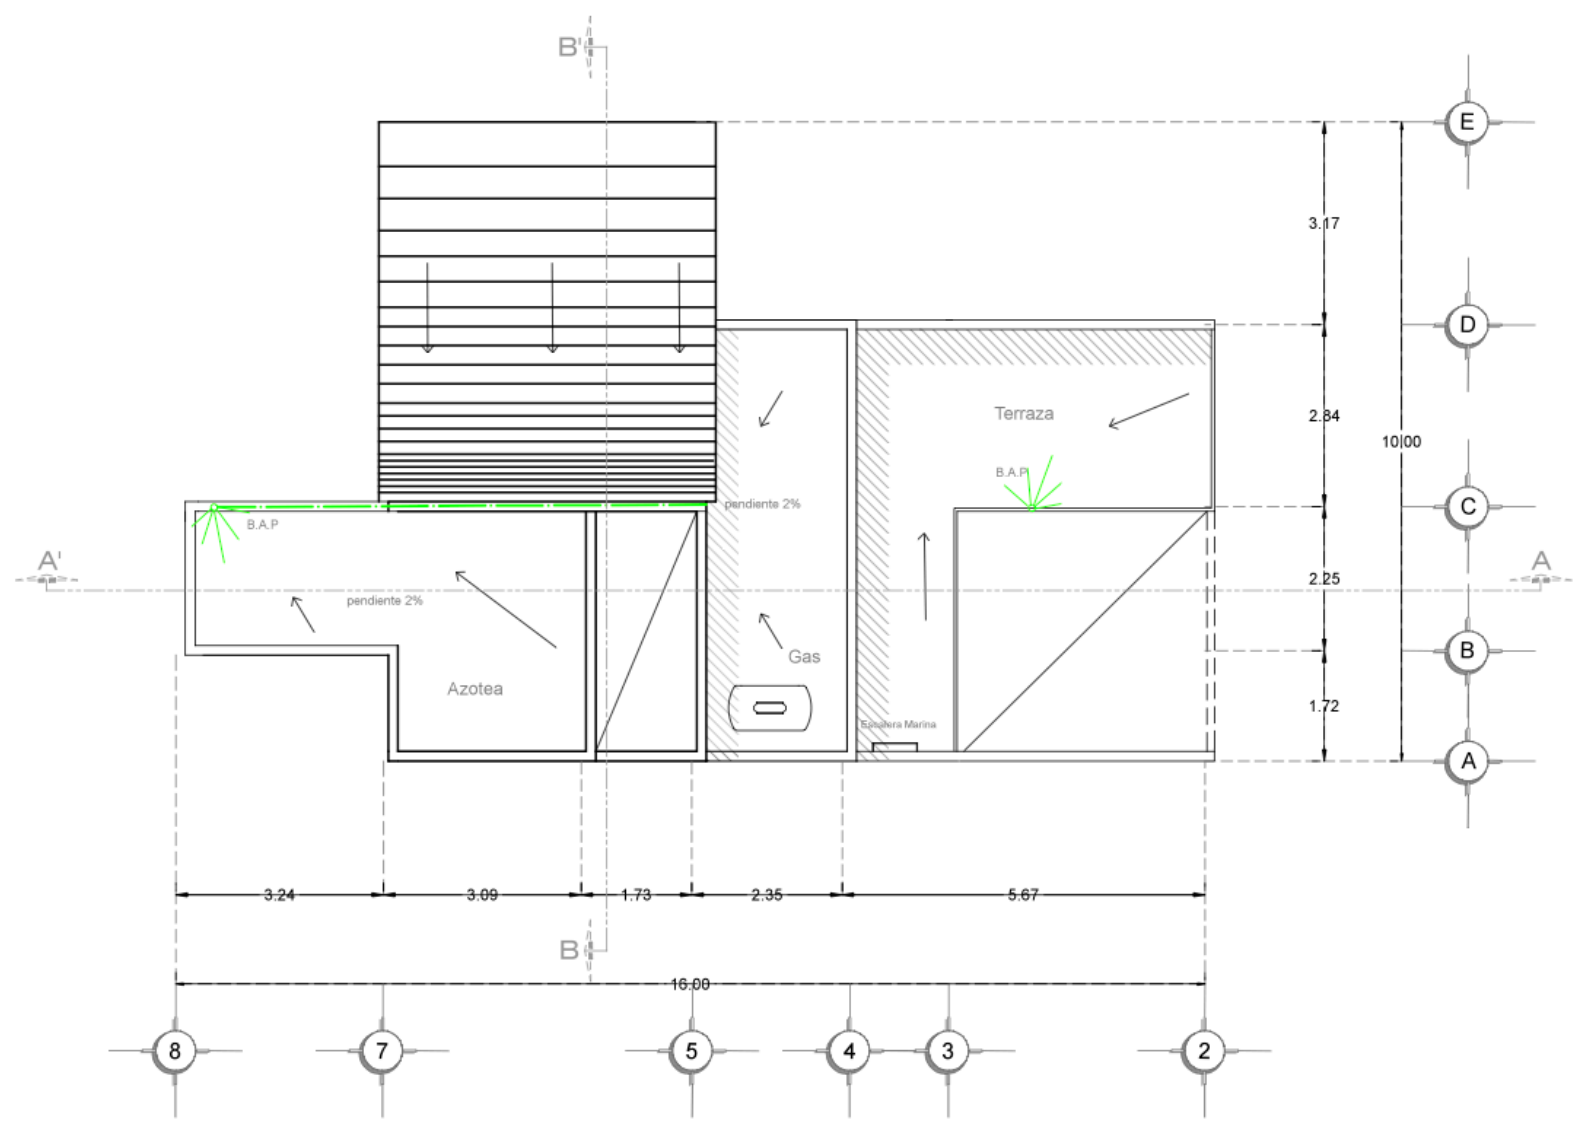 B'
E
3.17
D
Terraza
2.84
10.00
B.A.P
pendiente 2%
C
B.A.P
A'
A
2.25
pendiente 2%
Gas
B
Azotea
1.72
Escalera Marina
A
3.24
3.09
1.73
2.35
5.67
B
16.00
8
7
5
4
3
2